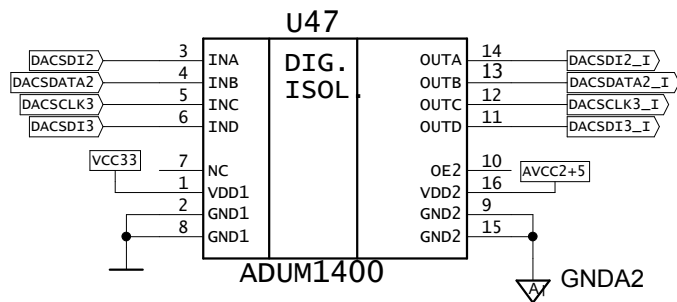 U47
DIG.
ISOL.
DACSDI2 3 INA OUTA 14 DACSDI2_I
DACSDATA2 4 INB OUTB 13 DACSDATA2_I
DACSCLK3 5 INC OUTC 12 DACSCLK3_I
DACSDI3 6 IND OUTD 11 DACSDI3_I
VCC33 7 NC OE2 10 AVCC2+5
1 VDD1 VDD2 16
2 GND1 GND2 9
8 GND1 GND2 15
ADUM1400
GNDA2